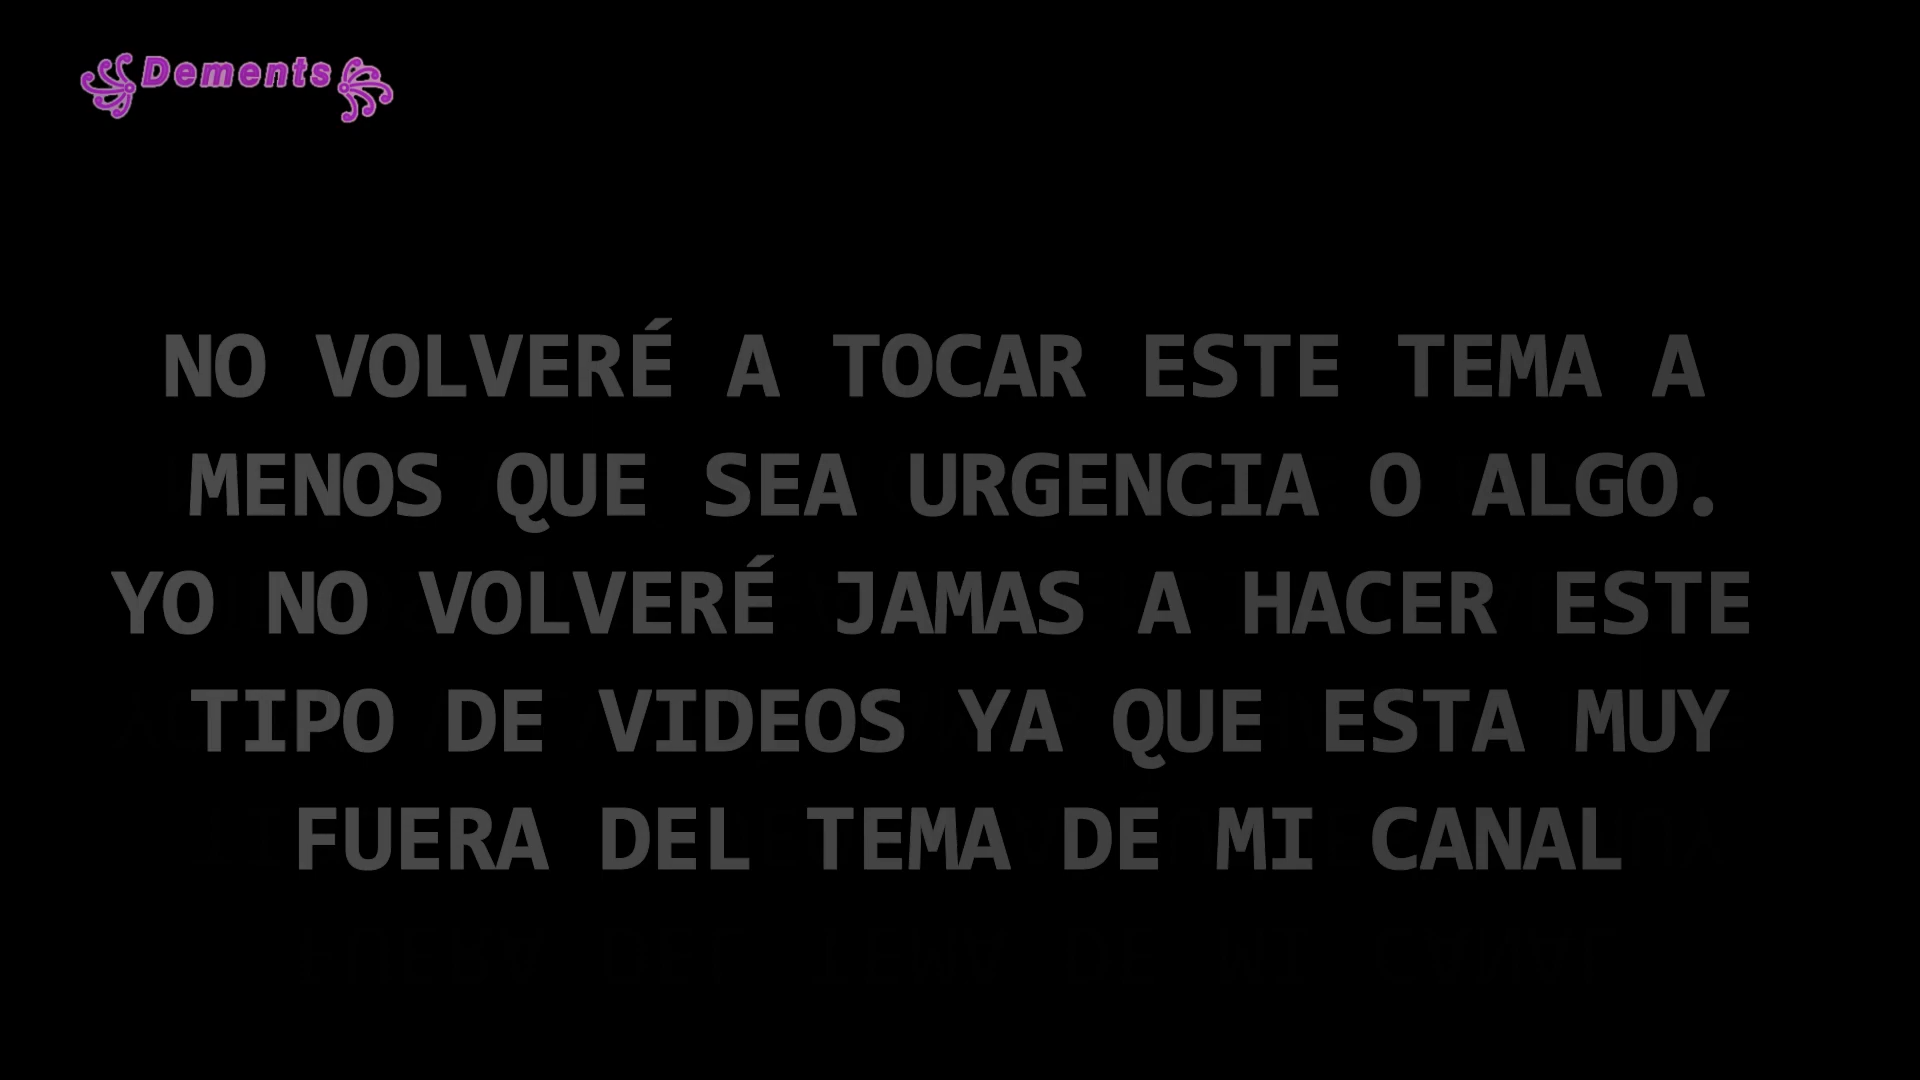 Dements
NO VOLVERÉ A TOCAR ESTE TEMA A
MENOS QUE SEA URGENCIA O ALGO.
YO NO VOLVERÉ JAMAS A HACER ESTE
TIPO DE VIDEOS YA QUE ESTA MUY
FUERA DEL TEMA DE MI CANAL